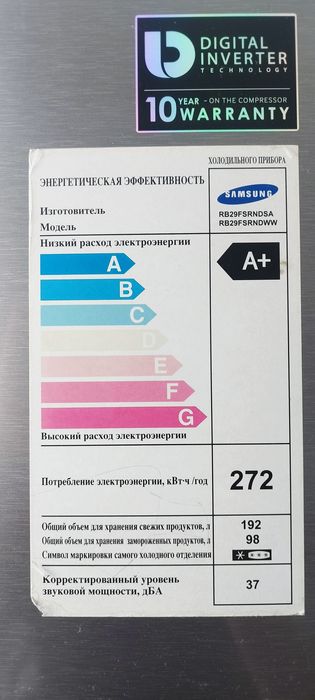 DIGITAL
INVERTER
TECHNOLOGY
10 YEAR - ON THE COMPRESSOR
WARRANTY
ХОЛОДИЛЬНОГО ПРИБОРА
ЭНЕРГЕТИЧЕСКАЯ ЭФФЕКТИВНОСТЬ
SAMSUNG
Изготовитель
RB29FSRNDSA
Модель
RB29FSRNDWW
Низкий расход электроэнергии
A
A+
B
C
D
E
F
G
Высокий расход электроэнергии
Потребление электроэнергии, кВт·ч /год 272
Общий объем для хранения свежих продуктов, л 192
Общий объем для хранения замороженных продуктов, л 98
Символ маркировки самого холодного отделения
Корректированный уровень
звуковой мощности, дБА 37